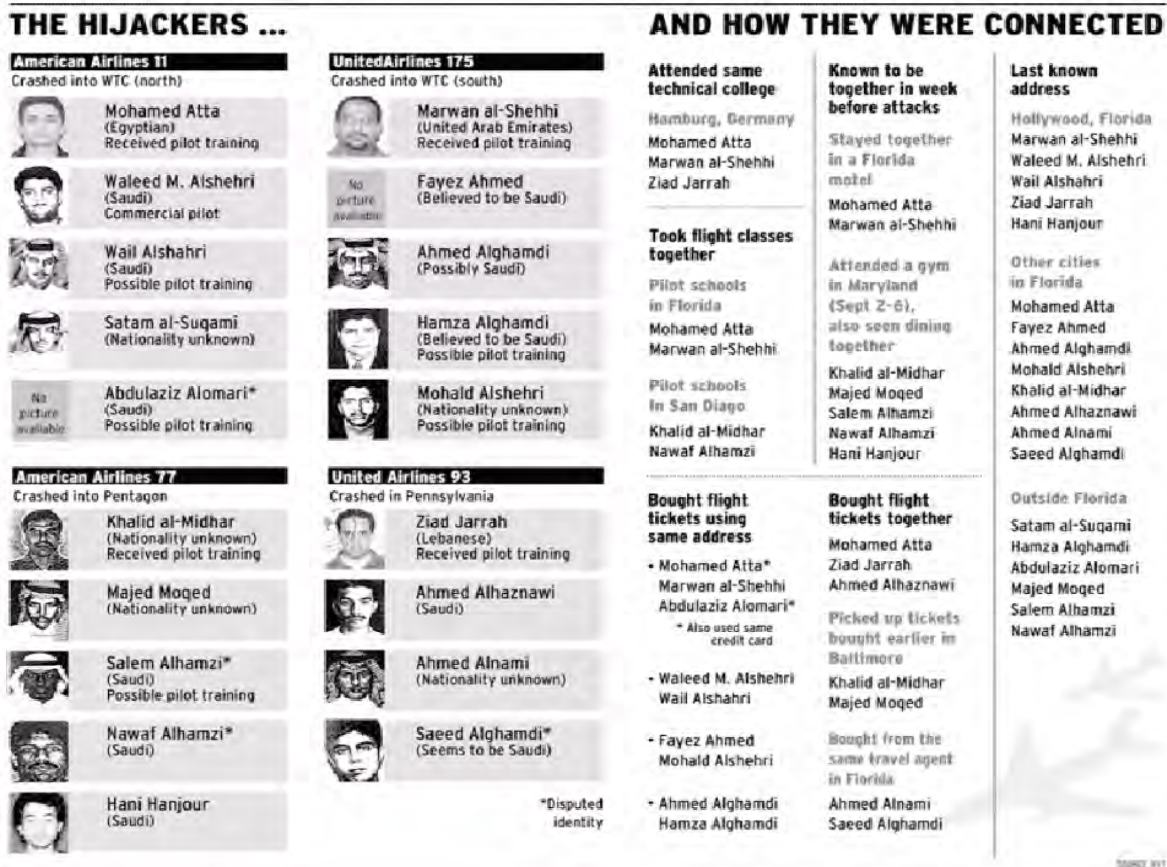 THE HIJACKERS ...
American Airlines 11
Crashed into WTC (north)
Mohamed Atta
(Egyptian)
Received pilot training
Waleed M. Alshehri
(Saudi)
Commercial pilot
Wail Alshahri
(Saudi)
Possible pilot training
Satam al-Suqami
(Nationality unknown)
No
picture
available
Abdulaziz Alomari*
(Saudi)
Possible pilot training
UnitedAirlines 175
Crashed into WTC (south)
Marwan al-Shehhi
(United Arab Emirates)
Received pilot training
No
picture
available
Fayez Ahmed
(Believed to be Saudi)
Ahmed Alghamdi
(Possibly Saudi)
Hamza Alghamdi
(Believed to be Saudi)
Possible pilot training
Mohald Alshehri
(Nationality unknown)
Possible pilot training
American Airlines 77
Crashed into Pentagon
Khalid al-Midhar
(Nationality unknown)
Received pilot training
Majed Moqed
(Nationality unknown)
Salem Alhamzi*
(Saudi)
Possible pilot training
Nawaf Alhamzi*
(Saudi)
Hani Hanjour
(Saudi)
United Airlines 93
Crashed in Pennsylvania
Ziad Jarrah
(Lebanese)
Received pilot training
Ahmed Alhaznawi
(Saudi)
Ahmed Alnami
(Nationality unknown)
Saeed Alghamdi*
(Seems to be Saudi)
*Disputed
identity
AND HOW THEY WERE CONNECTED
Attended same
technical college
Hamburg, Germany
Mohamed Atta
Marwan al-Shehhi
Ziad Jarrah
Took flight classes
together
Pilot schools
in Florida
Mohamed Atta
Marwan al-Shehhi
Pilot schools
In San Diago
Khalid al-Midhar
Nawaf Alhamzi
Known to be
together in week
before attacks
Stayed together
in a Florida
motel
Mohamed Atta
Marwan al-Shehhi
Attended a gym
in Maryland
(Sept 2-6),
also seen dining
together
Khalid al-Midhar
Majed Moqed
Salem Alhamzi
Nawaf Alhamzi
Hani Hanjour
Bought flight
tickets using
same address
- Mohamed Atta*
Marwan al-Shehhi
Abdulaziz Alomari*
* Also used same
credit card
- Waleed M. Alshehri
Wail Alshahri
- Fayez Ahmed
Mohald Alshehri
- Ahmed Alghamdi
Hamza Alghamdi
Bought flight
tickets together
Mohamed Atta
Ziad Jarrah
Ahmed Alhaznawi
Picked up tickets
bought earlier in
Baltimore
Khalid al-Midhar
Majed Moqed
Bought from the
same travel agent
in Florida
Ahmed Alnami
Saeed Alghamdi
Last known
address
Hollywood, Florida
Marwan al-Shehhi
Waleed M. Alshehri
Wail Alshahri
Ziad Jarrah
Hani Hanjour
Other cities
in Florida
Mohamed Atta
Fayez Ahmed
Ahmed Alghamdi
Mohald Alshehri
Khalid al-Midhar
Ahmed Alhaznawi
Ahmed Alnami
Saeed Alghamdi
Outside Florida
Satam al-Suqami
Hamza Alghamdi
Abdulaziz Alomari
Majed Moqed
Salem Alhamzi
Nawaf Alhamzi